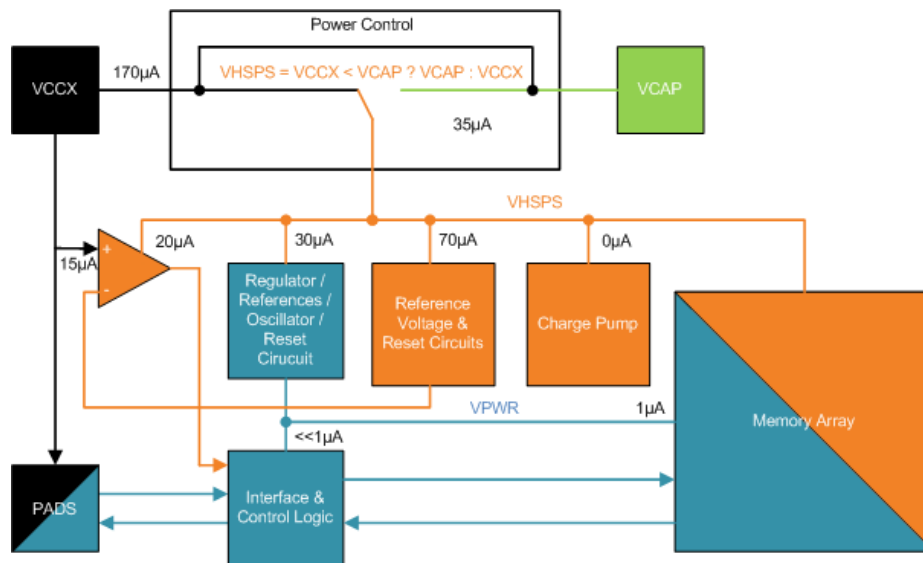 Power Control
170µA
VHSPS = VCCX < VCAP ? VCAP : VCCX
VCCX
VCAP
35µA
VHSPS
+
20µA
30µA
70µA
0µA
15µA
-
Regulator /
References /
Oscillator /
Reset
Cirucuit
Reference
Voltage &
Reset Circuits
Charge Pump
VPWR
1µA
Memory Array
<<1µA
PADS
Interface &
Control Logic